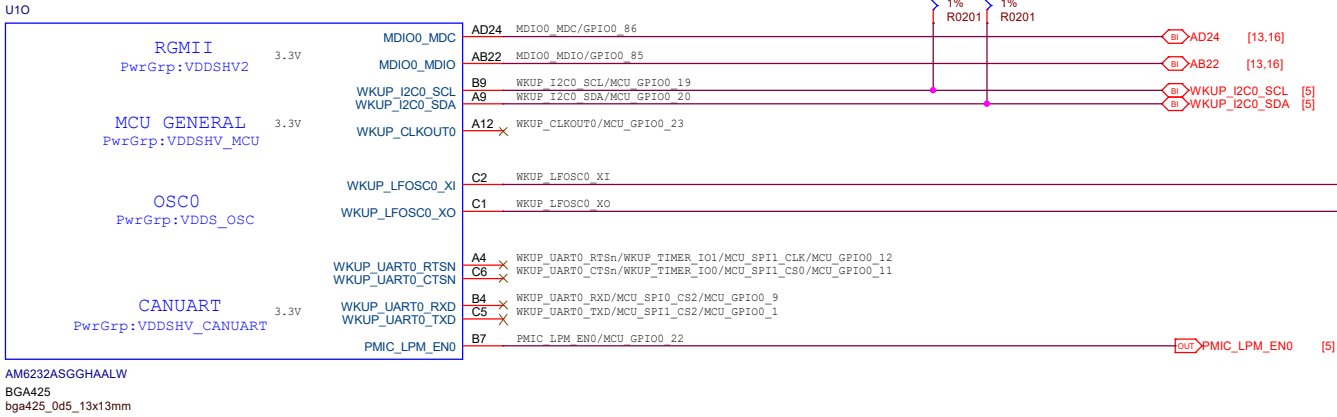 U1O
1%
R0201
1%
R0201
RGMII
PwrGrp:VDDSHV2
3.3V
MDIO0_MDC AD24 MDIO0_MDC/GPIO0_86 BI AD24 [13,16]
MDIO0_MDIO AB22 MDIO0_MDIO/GPIO0_85 BI AB22 [13,16]
WKUP_I2C0_SCL B9 WKUP_I2C0_SCL/MCU_GPIO0_19 BI WKUP_I2C0_SCL [5]
WKUP_I2C0_SDA A9 WKUP_I2C0_SDA/MCU_GPIO0_20 BI WKUP_I2C0_SDA [5]
MCU GENERAL
PwrGrp:VDDSHV_MCU
3.3V
WKUP_CLKOUT0 A12 WKUP_CLKOUT0/MCU_GPIO0_23
OSC0
PwrGrp:VDDS_OSC
WKUP_LFOSC0_XI C2 WKUP_LFOSC0_XI
WKUP_LFOSC0_XO C1 WKUP_LFOSC0_XO
WKUP_UART0_RTSN A4 WKUP_UART0_RTSn/WKUP_TIMER_IO1/MCU_SPI1_CLK/MCU_GPIO0_12
WKUP_UART0_CTSN C6 WKUP_UART0_CTSn/WKUP_TIMER_IO0/MCU_SPI1_CS0/MCU_GPIO0_11
CANUART
PwrGrp:VDDSHV_CANUART
3.3V
WKUP_UART0_RXD B4 WKUP_UART0_RXD/MCU_SPI0_CS2/MCU_GPIO0_9
WKUP_UART0_TXD C5 WKUP_UART0_TXD/MCU_SPI1_CS2/MCU_GPIO0_1
PMIC_LPM_EN0 B7 PMIC_LPM_EN0/MCU_GPIO0_22 OUT PMIC_LPM_EN0 [5]
AM6232ASGGHAALW
BGA425
bga425_0d5_13x13mm